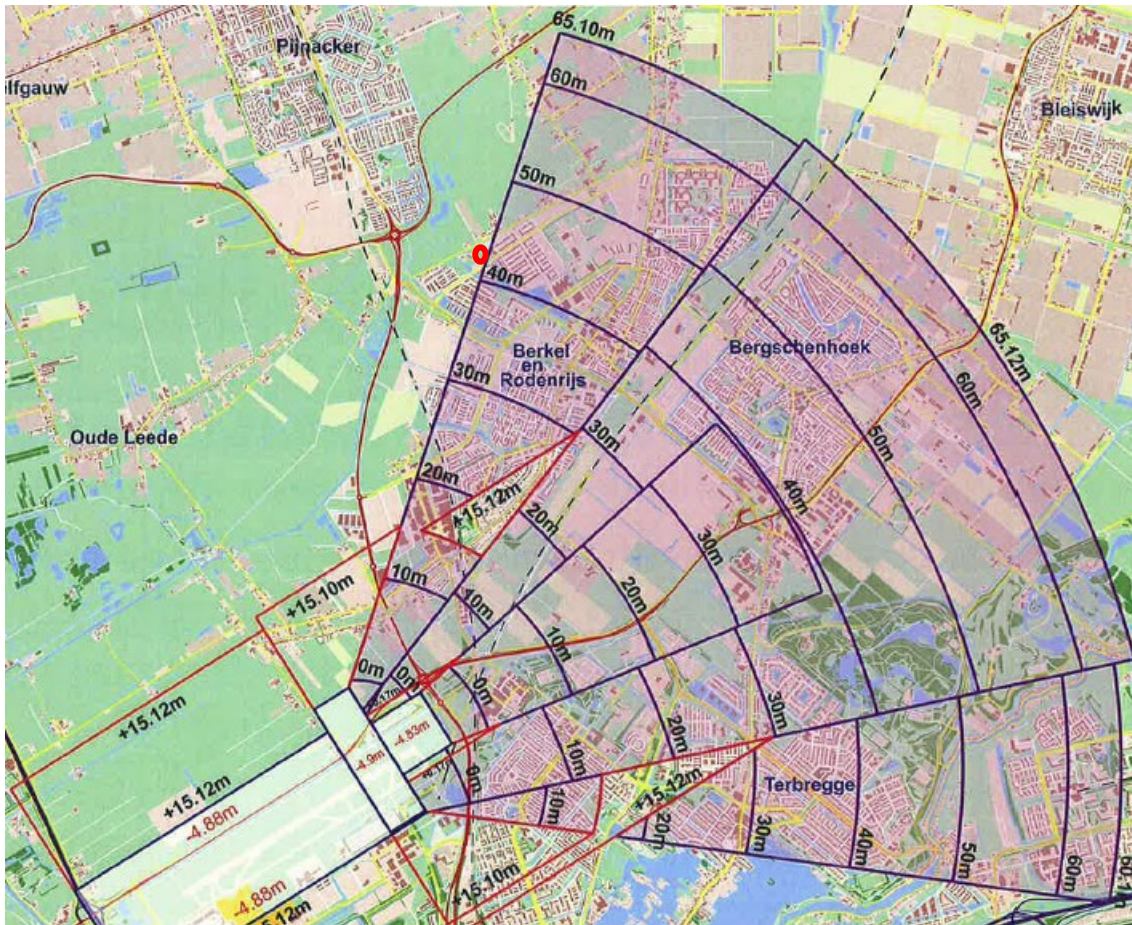 65.10m
Pijnacker
60m
lfgauw
Bleiswijk
50m
40m
Berkel
en
Rodenrijs
Bergschenhoek
65.12m
30m
60m
Oude Leede
30m
50m
20m
+15.12m
20m
40m
30m
10m
+15.10m
10m
20m
10m
0m
0m
0m
+15.12m
-4.83m
-4.9m
20m
30m
10m
+15.12m
0m
+15.12m
Terbregge
10m
-4.88m
20m
30m
40m
50m
60m
+15.10m
-4.88m
5.12m